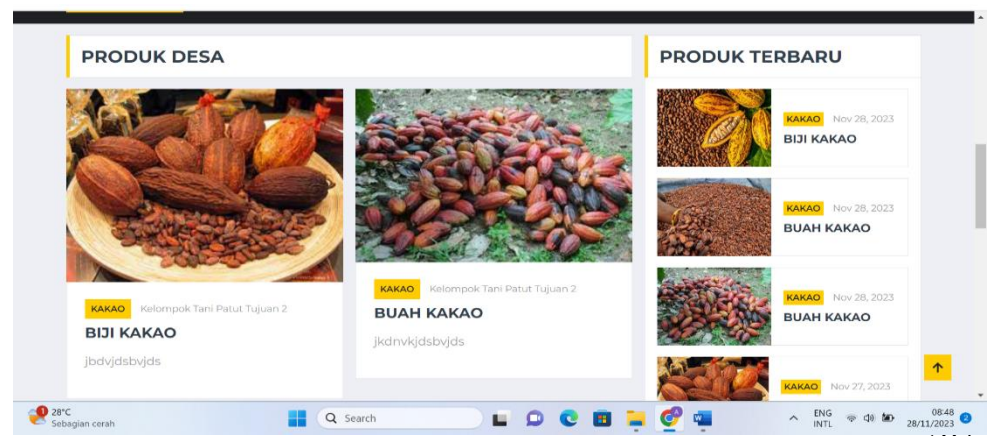 PRODUK DESA
KAKAO Kelompok Tani Patut Tujuan 2
BIJI KAKAO
jbdvjdsbvjds
KAKAO Kelompok Tani Patut Tujuan 2
BUAH KAKAO
jkdnvkjdsbvjds
PRODUK TERBARU
KAKAO Nov 28, 2023
BIJI KAKAO
KAKAO Nov 28, 2023
BUAH KAKAO
KAKAO Nov 28, 2023
BUAH KAKAO
KAKAO Nov 27, 2023
1
28°C
Sebagian cerah
Search
W
ENG
INTL
08:48
28/11/2023
2